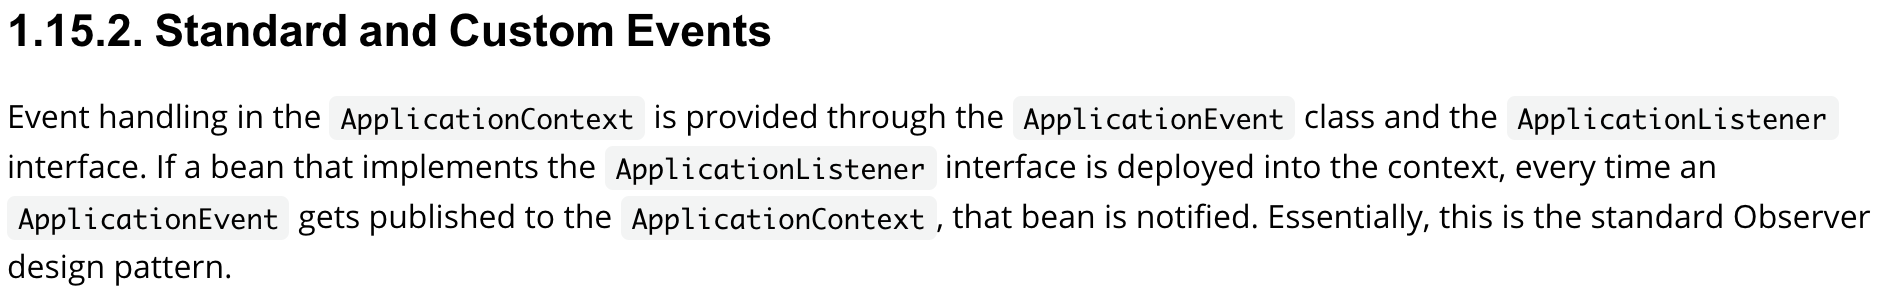 1.15.2. Standard and Custom Events
Event handling in the ApplicationContext is provided through the ApplicationEvent class and the ApplicationListener
interface. If a bean that implements the ApplicationListener interface is deployed into the context, every time an
ApplicationEvent gets published to the ApplicationContext, that bean is notified. Essentially, this is the standard Observer
design pattern.